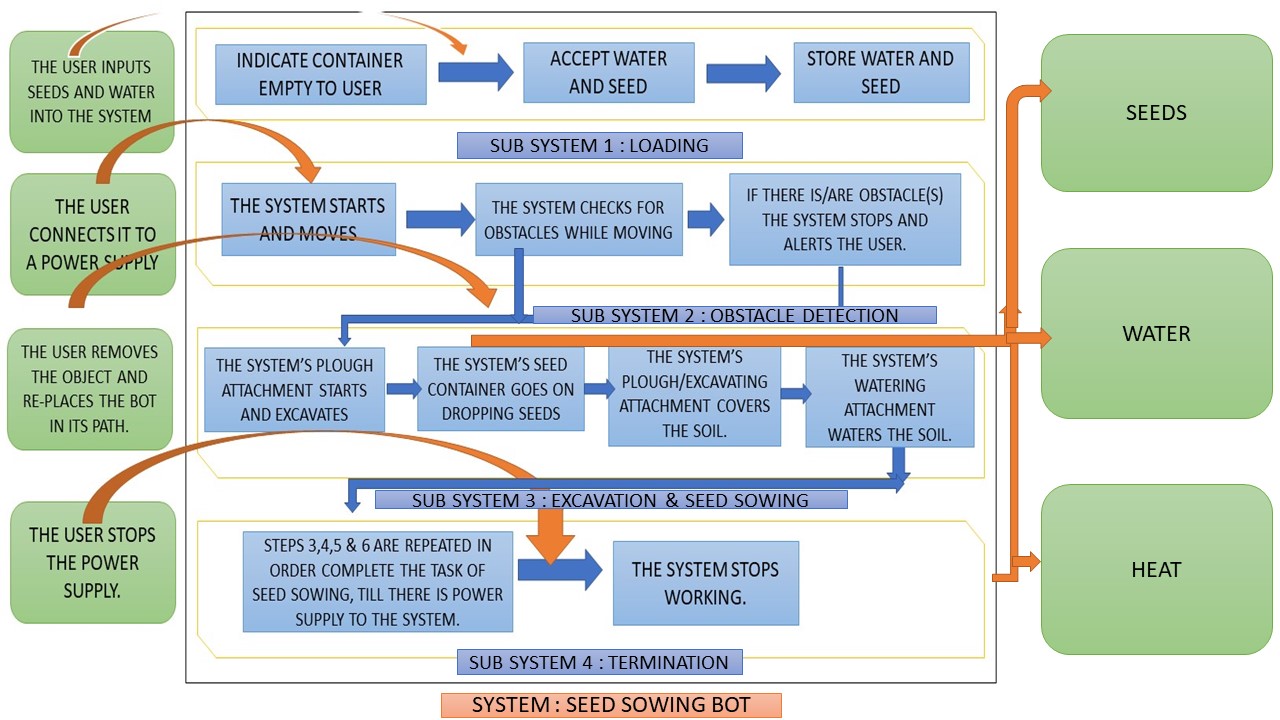 THE USER INPUTS
SEEDS AND WATER
INTO THE SYSTEM
THE USER
CONNECTS IT TO
A POWER SUPPLY
THE USER REMOVES
THE OBJECT AND
RE-PLACES THE BOT
IN ITS PATH.
THE USER STOPS
THE POWER
SUPPLY.
INDICATE CONTAINER
EMPTY TO USER
ACCEPT WATER
AND SEED
STORE WATER AND
SEED
SUB SYSTEM 1 : LOADING
THE SYSTEM STARTS
AND MOVES
THE SYSTEM CHECKS FOR
OBSTACLES WHILE MOVING
IF THERE IS/ARE OBSTACLE(S)
THE SYSTEM STOPS AND
ALERTS THE USER.
SUB SYSTEM 2 : OBSTACLE DETECTION
THE SYSTEM'S PLOUGH
ATTACHMENT STARTS
AND EXCAVATES
THE SYSTEM'S SEED
CONTAINER GOES ON
DROPPING SEEDS
THE SYSTEM'S
PLOUGH/EXCAVATING
ATTACHMENT COVERS
THE SOIL.
THE SYSTEM'S
WATERING
ATTACHMENT
WATERS THE SOIL.
SUB SYSTEM 3 : EXCAVATION & SEED SOWING
STEPS 3,4,5 & 6 ARE REPEATED IN
ORDER COMPLETE THE TASK OF
SEED SOWING, TILL THERE IS POWER
SUPPLY TO THE SYSTEM.
THE SYSTEM STOPS
WORKING.
SUB SYSTEM 4 : TERMINATION
SYSTEM : SEED SOWING BOT
SEEDS
WATER
HEAT